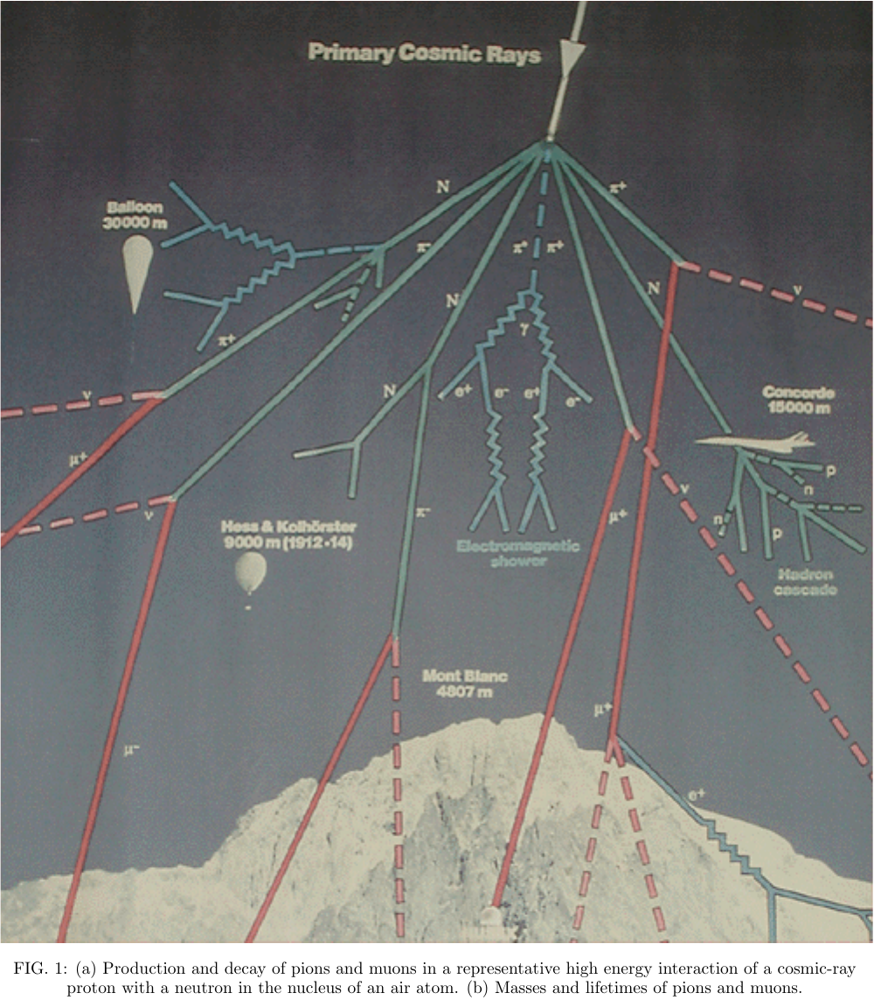 Primary Cosmic Rays
N
π+
Balloon
30000 m
π-
π°
π+
N
N
ν
γ
π+
ν
N
e+
e-
e+
e-
Concorde
15000 m
μ+
p
n
ν
ν
n
p
π-
μ+
Hess & Kolhörster
9000 m (1912-14)
Electromagnetic
shower
Hadron
cascade
Mont Blanc
4807 m
μ+
μ-
e+
FIG. 1: (a) Production and decay of pions and muons in a representative high energy interaction of a cosmic-ray
proton with a neutron in the nucleus of an air atom. (b) Masses and lifetimes of pions and muons.